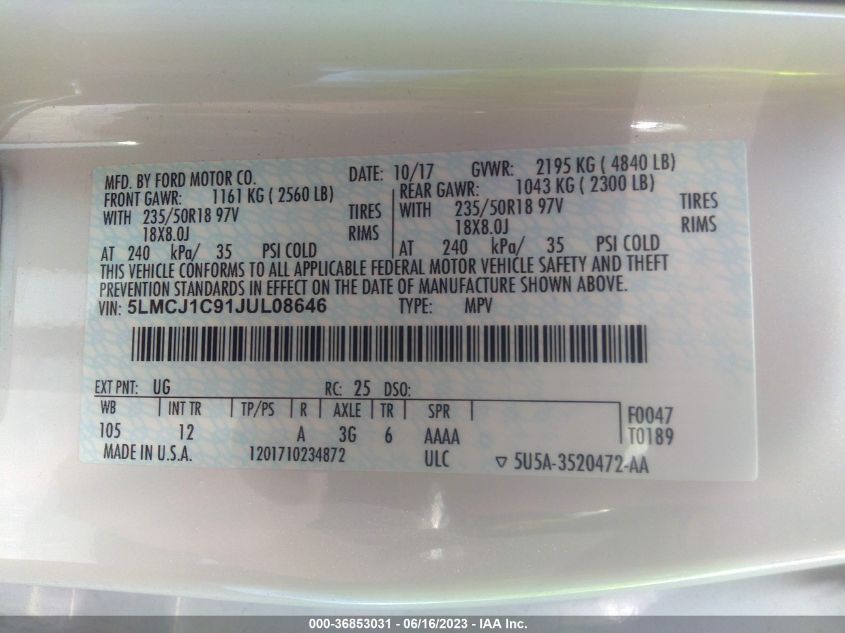 MFD. BY FORD MOTOR CO. DATE: 10/17 GVWR: 2195 KG ( 4840 LB)
FRONT GAWR: 1161 KG ( 2560 LB) REAR GAWR: 1043 KG ( 2300 LB)
WITH 235/50R18 97V TIRES WITH 235/50R18 97V TIRES
18X8.0J RIMS 18X8.0J RIMS
AT 240 kPa/ 35 PSI COLD AT 240 kPa/ 35 PSI COLD
THIS VEHICLE CONFORMS TO ALL APPLICABLE FEDERAL MOTOR VEHICLE SAFETY AND THEFT
PREVENTION STANDARDS IN EFFECT ON THE DATE OF MANUFACTURE SHOWN ABOVE.
VIN: 5LMCJ1C91JUL08646 TYPE: MPV
EXT PNT: UG RC: 25 DSO:
WB INT TR TP/PS R AXLE TR SPR F0047
105 12 A 3G 6 AAAA T0189
MADE IN U.S.A. 1201710234872 ULC ▽ 5U5A-3520472-AA
000-36853031 - 06/16/2023 - IAA Inc.